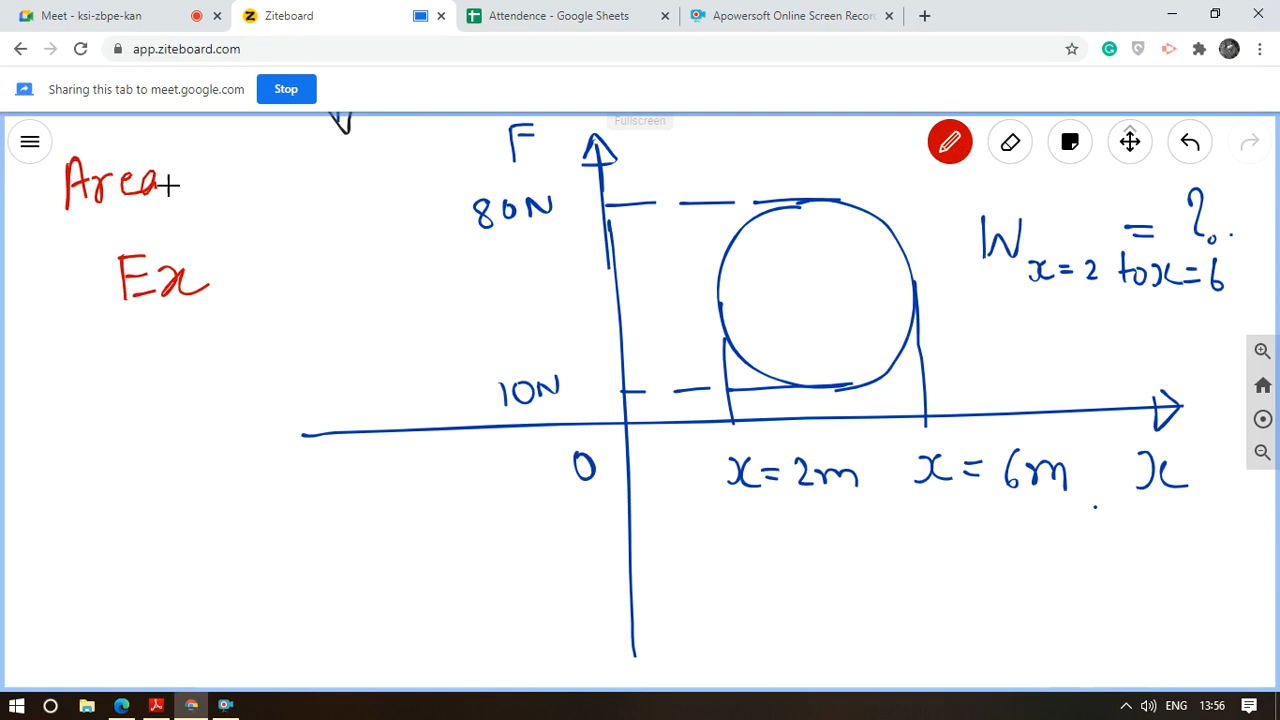 Meet - ksi-zbpe-kan
Ziteboard
Attendence - Google Sheets
Apowersoft Online Screen Recor
app.ziteboard.com
Sharing this tab to meet.google.com
Stop
Fullscreen
F
Area
80N
W x=2 to x=6 = ?
Ex
10N
0
x=2m
x=6m
x
ENG
13:56